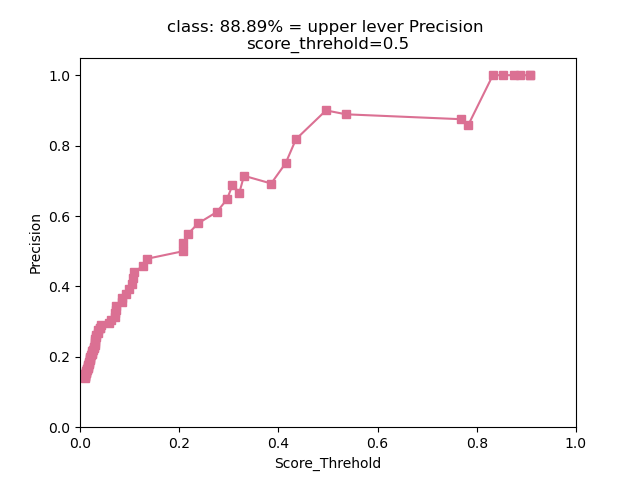 class: 88.89% = upper lever Precision
score_threhold=0.5
1.0
0.8
0.6
0.4
0.2
0.0
Precision
0.0 0.2 0.4 0.6 0.8 1.0
Score_Threhold